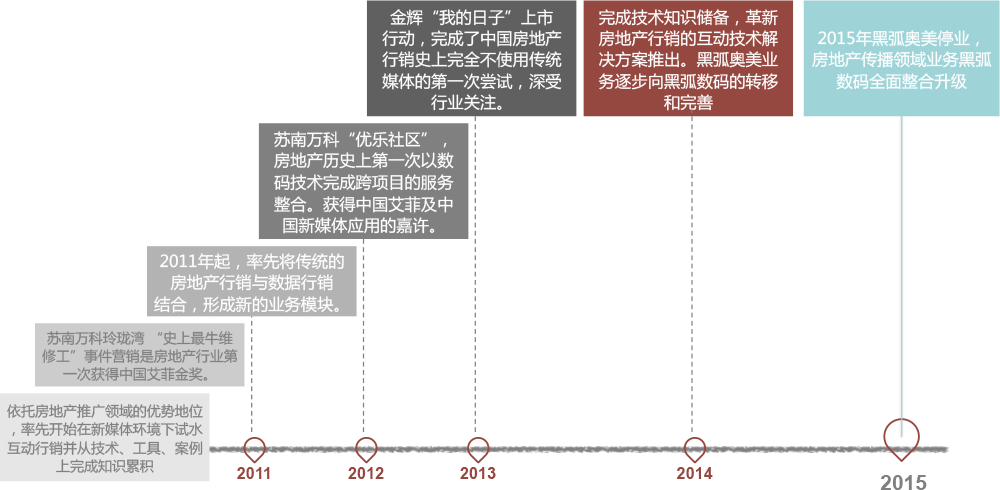 金辉“我的日子”上市
行动，完成了中国房地产
行销史上完全不使用传统
媒体的第一次尝试，深受
行业关注。
完成技术知识储备，革新
房地产行销的互动技术解
决方案推出。黑弧奥美业
务逐步向黑弧数码的转移
和完善
2015年黑弧奥美停业，
房地产传播领域业务黑弧
数码全面整合升级
苏南万科“优乐社区”，
房地产历史上第一次以数
码技术完成跨项目的服务
整合。获得中国艾菲及中
国新媒体应用的嘉许。
2011年起，率先将传统的
房地产行销与数据行销
结合，形成新的业务模块。
苏南万科玲珑湾 “史上最牛维
修工”事件营销是房地产行业第
一次获得中国艾菲金奖。
依托房地产推广领域的优势地位
，率先开始在新媒体环境下试水
互动行销并从技术、工具、案例
上完成知识累积
2011
2012
2013
2014
2015